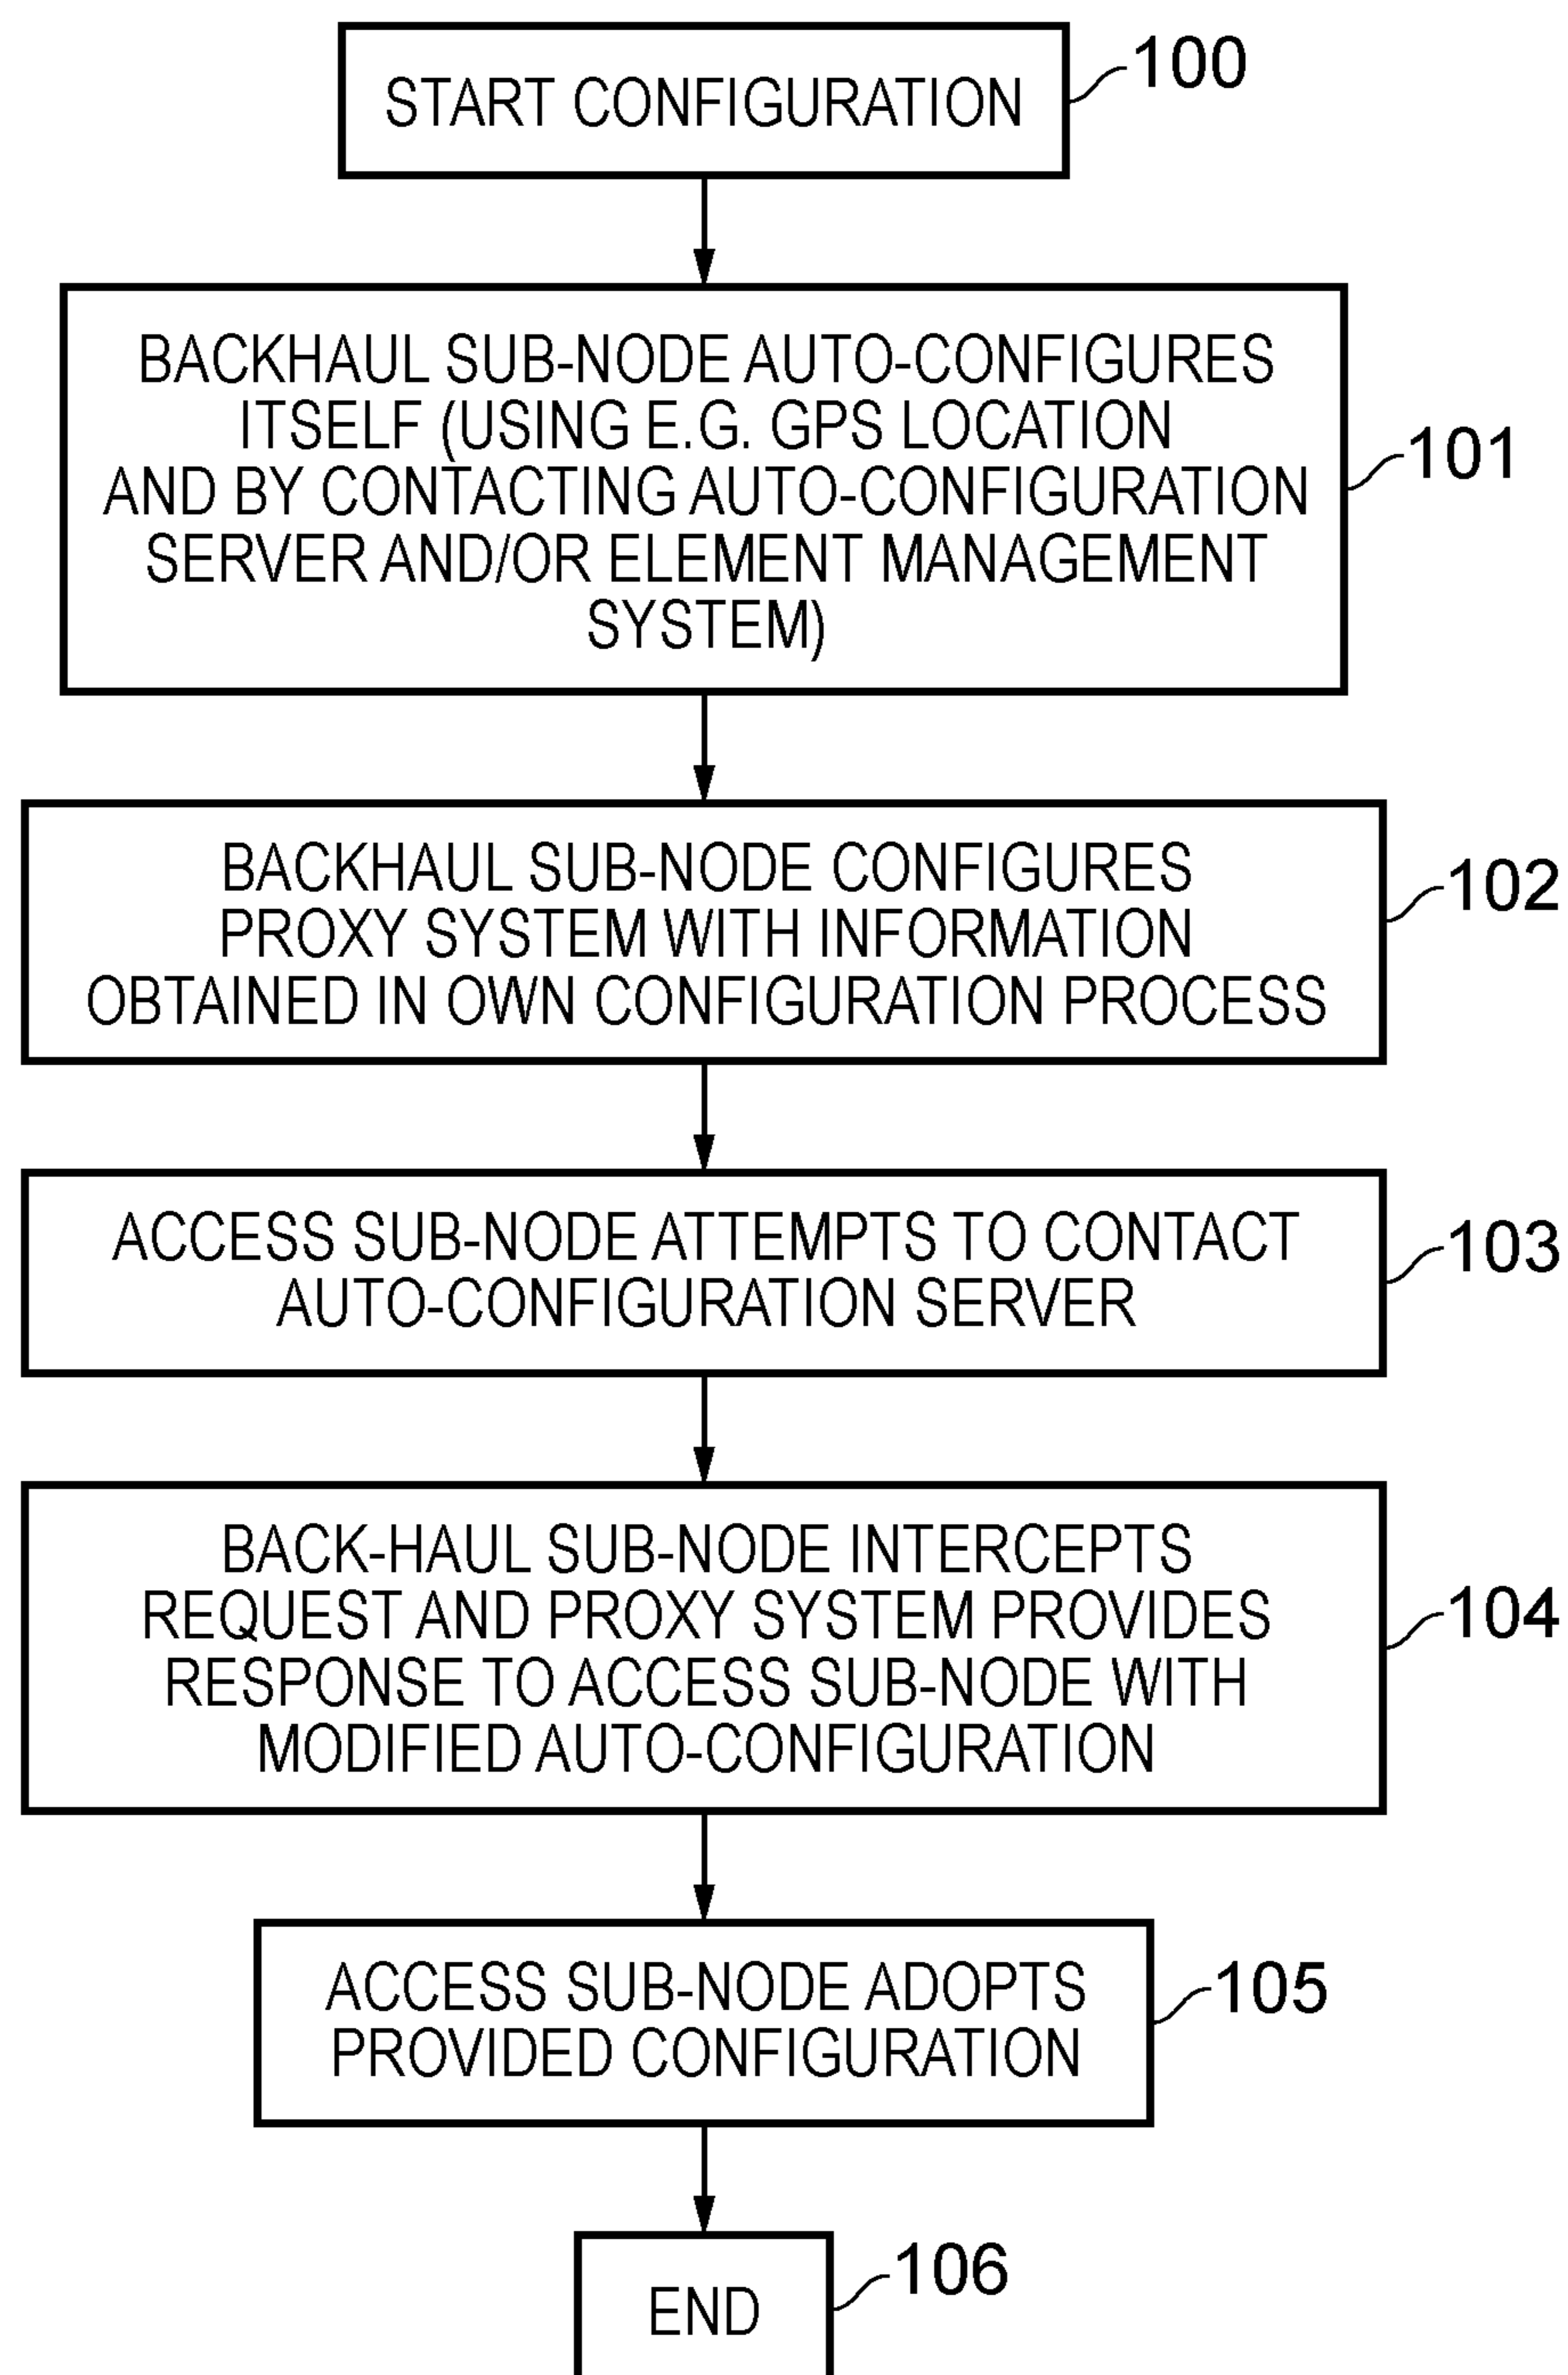 START CONFIGURATION
100
BACKHAUL SUB-NODE AUTO-CONFIGURES
ITSELF (USING E.G. GPS LOCATION
AND BY CONTACTING AUTO-CONFIGURATION
SERVER AND/OR ELEMENT MANAGEMENT
SYSTEM)
101
BACKHAUL SUB-NODE CONFIGURES
PROXY SYSTEM WITH INFORMATION
OBTAINED IN OWN CONFIGURATION PROCESS
102
ACCESS SUB-NODE ATTEMPTS TO CONTACT
AUTO-CONFIGURATION SERVER
103
BACK-HAUL SUB-NODE INTERCEPTS
REQUEST AND PROXY SYSTEM PROVIDES
RESPONSE TO ACCESS SUB-NODE WITH
MODIFIED AUTO-CONFIGURATION
104
ACCESS SUB-NODE ADOPTS
PROVIDED CONFIGURATION
105
END
106